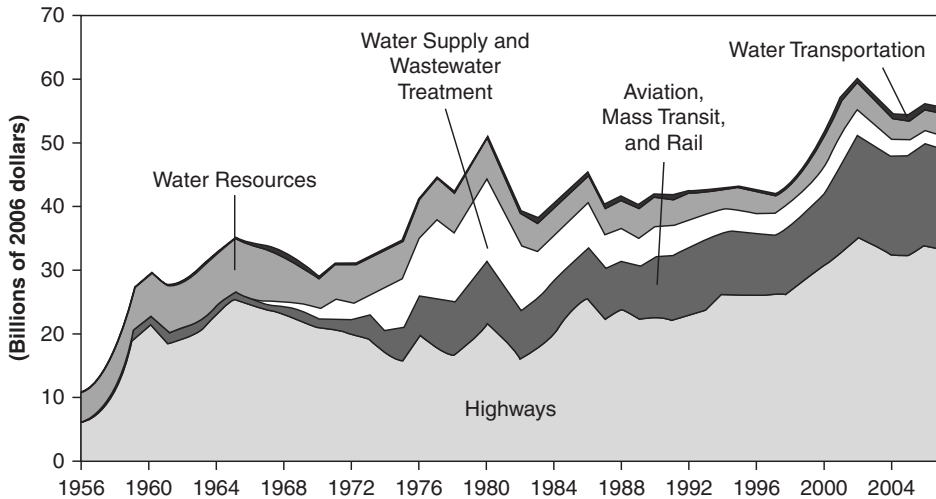 70
60
50
40
30
20
10
0
(Billions of 2006 dollars)
Water Supply and
Wastewater
Treatment
Water Transportation
Aviation,
Mass Transit,
and Rail
Water Resources
Highways
1956 1960 1964 1968 1972 1976 1980 1984 1988 1992 1996 2000 2004